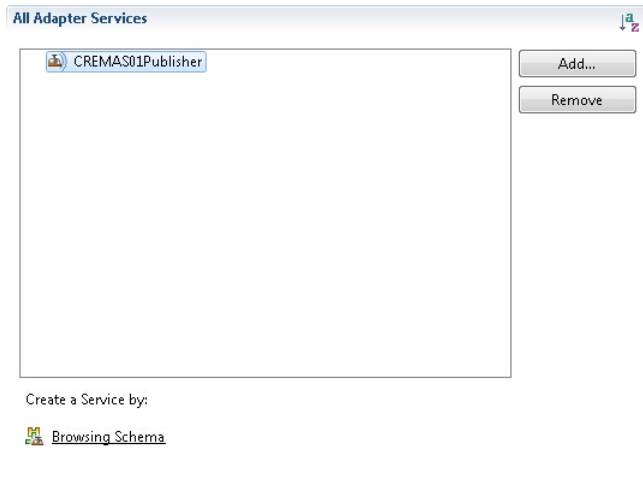 All Adapter Services
CREMAS01Publisher
Add...
Remove
Create a Service by:
Browsing Schema